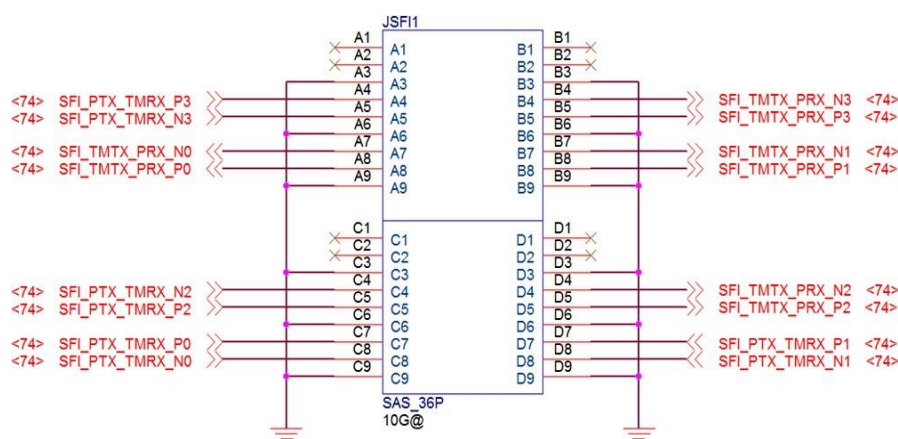 JSFI1
A1 A1 B1 B1
A2 A2 B2 B2
A3 A3 B3 B3
<74> SFI_PTX_TMRX_P3 A4 A4 B4 B4 SFI_TMTX_PRX_N3 <74>
<74> SFI_PTX_TMRX_N3 A5 A5 B5 B5 SFI_TMTX_PRX_P3 <74>
A6 A6 B6 B6
<74> SFI_TMTX_PRX_N0 A7 A7 B7 B7 SFI_TMTX_PRX_N1 <74>
<74> SFI_TMTX_PRX_P0 A8 A8 B8 B8 SFI_TMTX_PRX_P1 <74>
A9 A9 B9 B9
C1 C1 D1 D1
C2 C2 D2 D2
C3 C3 D3 D3
<74> SFI_PTX_TMRX_N2 C4 C4 D4 D4 SFI_TMTX_PRX_N2 <74>
<74> SFI_PTX_TMRX_P2 C5 C5 D5 D5 SFI_TMTX_PRX_P2 <74>
C6 C6 D6 D6
<74> SFI_PTX_TMRX_P0 C7 C7 D7 D7 SFI_PTX_TMRX_P1 <74>
<74> SFI_PTX_TMRX_N0 C8 C8 D8 D8 SFI_PTX_TMRX_N1 <74>
C9 C9 D9 D9
SAS_36P
10G@